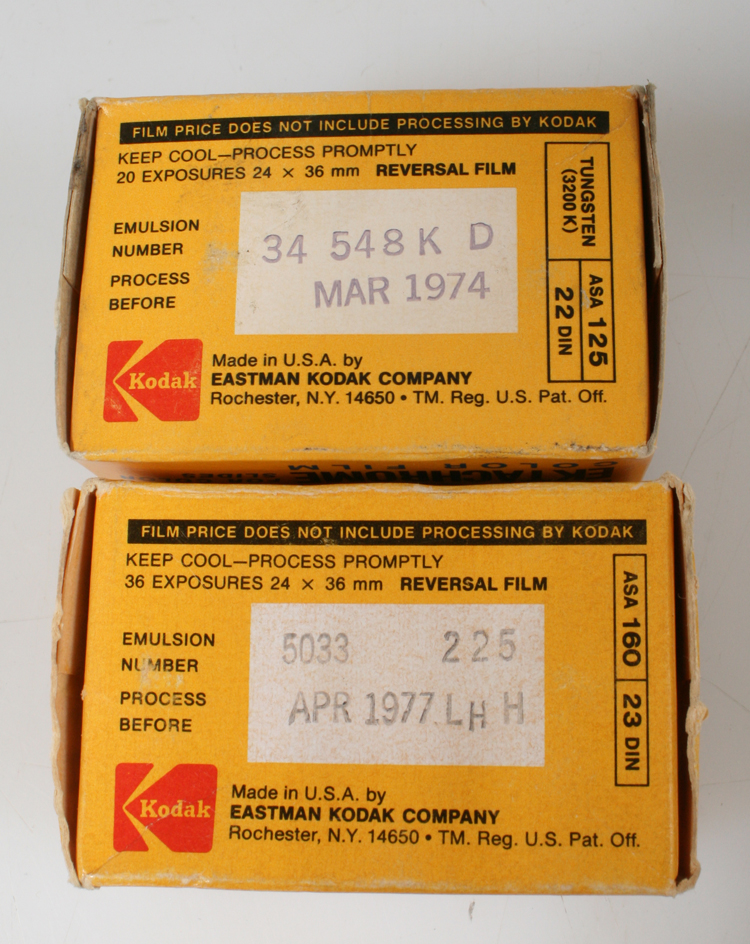 FILM PRICE DOES NOT INCLUDE PROCESSING BY KODAK
KEEP COOL—PROCESS PROMPTLY
20 EXPOSURES 24 × 36 mm REVERSAL FILM
TUNGSTEN
(3200 K)
ASA 125
22 DIN
EMULSION
NUMBER
34 548 K D
PROCESS
BEFORE
MAR 1974
Kodak
Made in U.S.A. by
EASTMAN KODAK COMPANY
Rochester, N.Y. 14650 • TM. Reg. U.S. Pat. Off.
EKTACHROME SLIDES
COLOR FILM
FILM PRICE DOES NOT INCLUDE PROCESSING BY KODAK
KEEP COOL—PROCESS PROMPTLY
36 EXPOSURES 24 × 36 mm REVERSAL FILM
ASA 160 23 DIN
EMULSION
NUMBER
5033 225
PROCESS
BEFORE
APR 1977 LH H
Kodak
Made in U.S.A. by
EASTMAN KODAK COMPANY
Rochester, N.Y. 14650 • TM. Reg. U.S. Pat. Off.